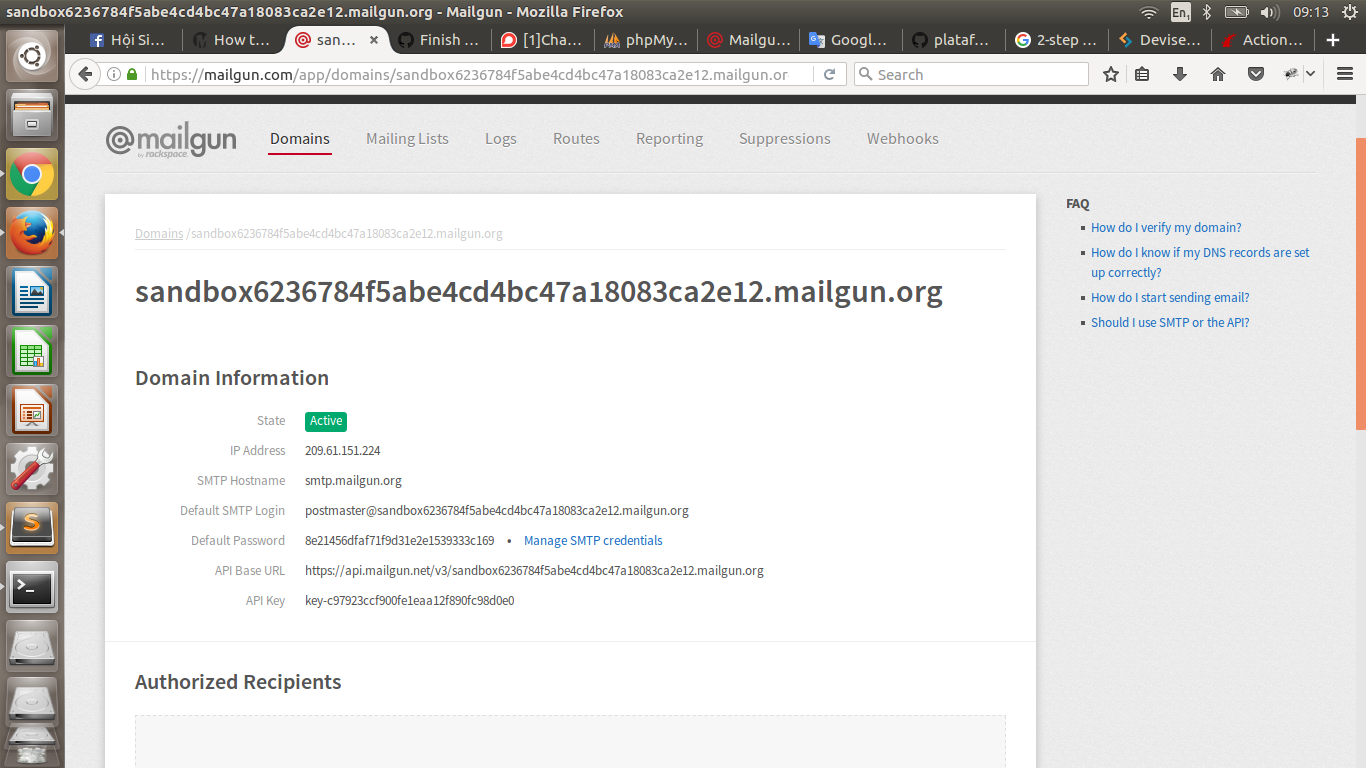 sandbox6236784f5abe4cd4bc47a18083ca2e12.mailgun.org - Mailgun - Mozilla Firefox
En1
09:13
Hội Si...
How t...
san...
Finish ...
[1]Cha...
phpMy...
Mailgu...
Googl...
plataf...
2-step ...
Devise...
Action...
https://mailgun.com/app/domains/sandbox6236784f5abe4cd4bc47a18083ca2e12.mailgun.or
Search
@mailgun
by rackspace
Domains
Mailing Lists
Logs
Routes
Reporting
Suppressions
Webhooks
Domains /sandbox6236784f5abe4cd4bc47a18083ca2e12.mailgun.org
sandbox6236784f5abe4cd4bc47a18083ca2e12.mailgun.org
Domain Information
State Active
IP Address 209.61.151.224
SMTP Hostname smtp.mailgun.org
Default SMTP Login postmaster@sandbox6236784f5abe4cd4bc47a18083ca2e12.mailgun.org
Default Password 8e21456dfaf71f9d31e2e1539333c169 • Manage SMTP credentials
API Base URL https://api.mailgun.net/v3/sandbox6236784f5abe4cd4bc47a18083ca2e12.mailgun.org
API Key key-c97923ccf900fe1eaa12f890fc98d0e0
Authorized Recipients
FAQ
How do I verify my domain?
How do I know if my DNS records are set
up correctly?
How do I start sending email?
Should I use SMTP or the API?